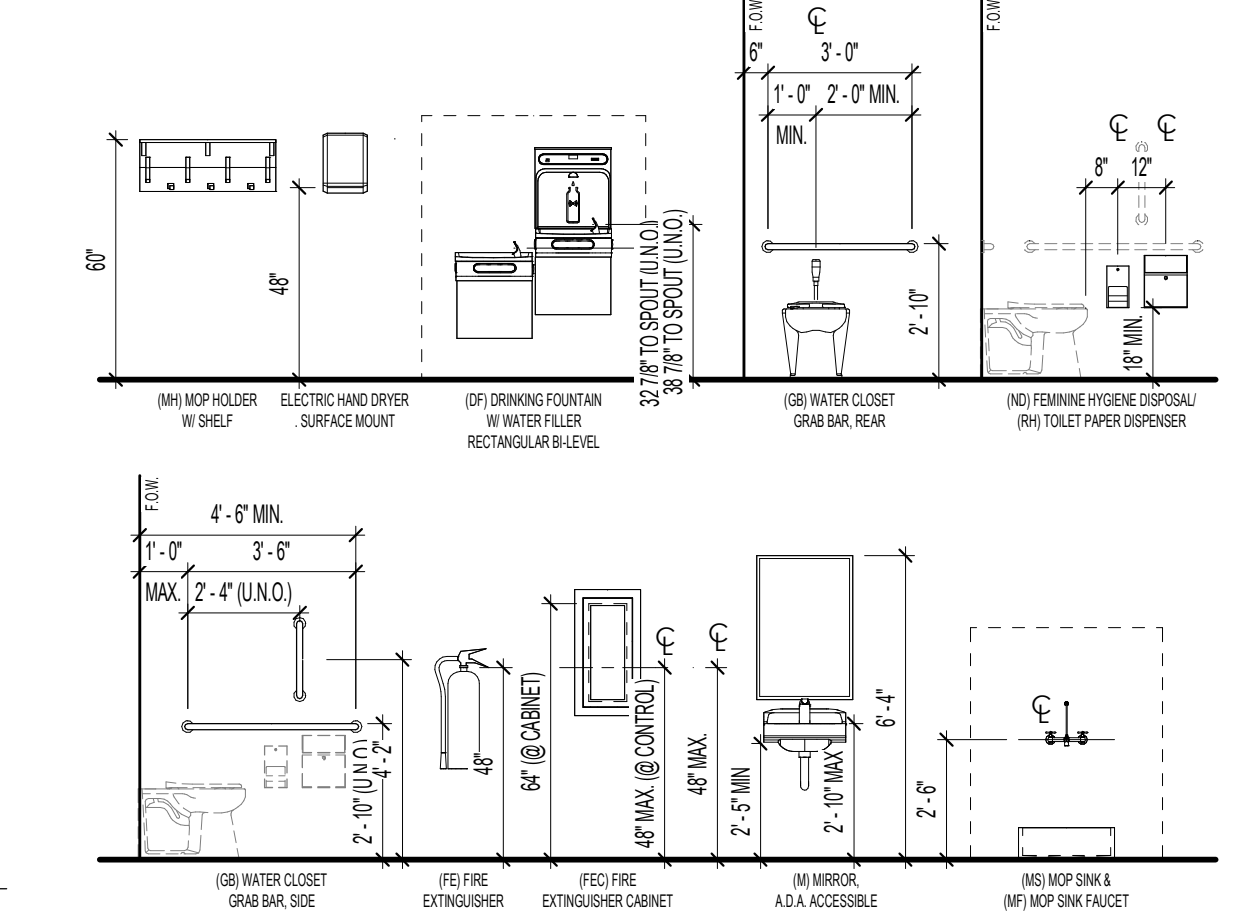 F.O.W.
℄
F.O.W.
6"
3' - 0"
1' - 0"
2' - 0" MIN.
MIN.
℄
℄
8"
12"
60"
48"
32 7/8" TO SPOUT (U.N.O.)
38 7/8" TO SPOUT (U.N.O.)
2' - 10"
18" MIN.
(MH) MOP HOLDER
W/ SHELF
ELECTRIC HAND DRYER
. SURFACE MOUNT
(DF) DRINKING FOUNTAIN
W/ WATER FILLER
RECTANGULAR BI-LEVEL
(GB) WATER CLOSET
GRAB BAR, REAR
(ND) FEMININE HYGIENE DISPOSAL/
(RH) TOILET PAPER DISPENSER
F.O.W.
4' - 6" MIN.
1' - 0"
3' - 6"
MAX.
2' - 4" (U.N.O.)
2' - 10" (U.N.O.)
4' - 2"
48"
64" (@ CABINET)
℄
48" MAX. (@ CONTROL)
℄
48" MAX.
2' - 5" MIN
2' - 10" MAX
6' - 4"
℄
2' - 6"
(GB) WATER CLOSET
GRAB BAR, SIDE
(FE) FIRE
EXTINGUISHER
(FEC) FIRE
EXTINGUISHER CABINET
(M) MIRROR,
A.D.A. ACCESSIBLE
(MS) MOP SINK &
(MF) MOP SINK FAUCET